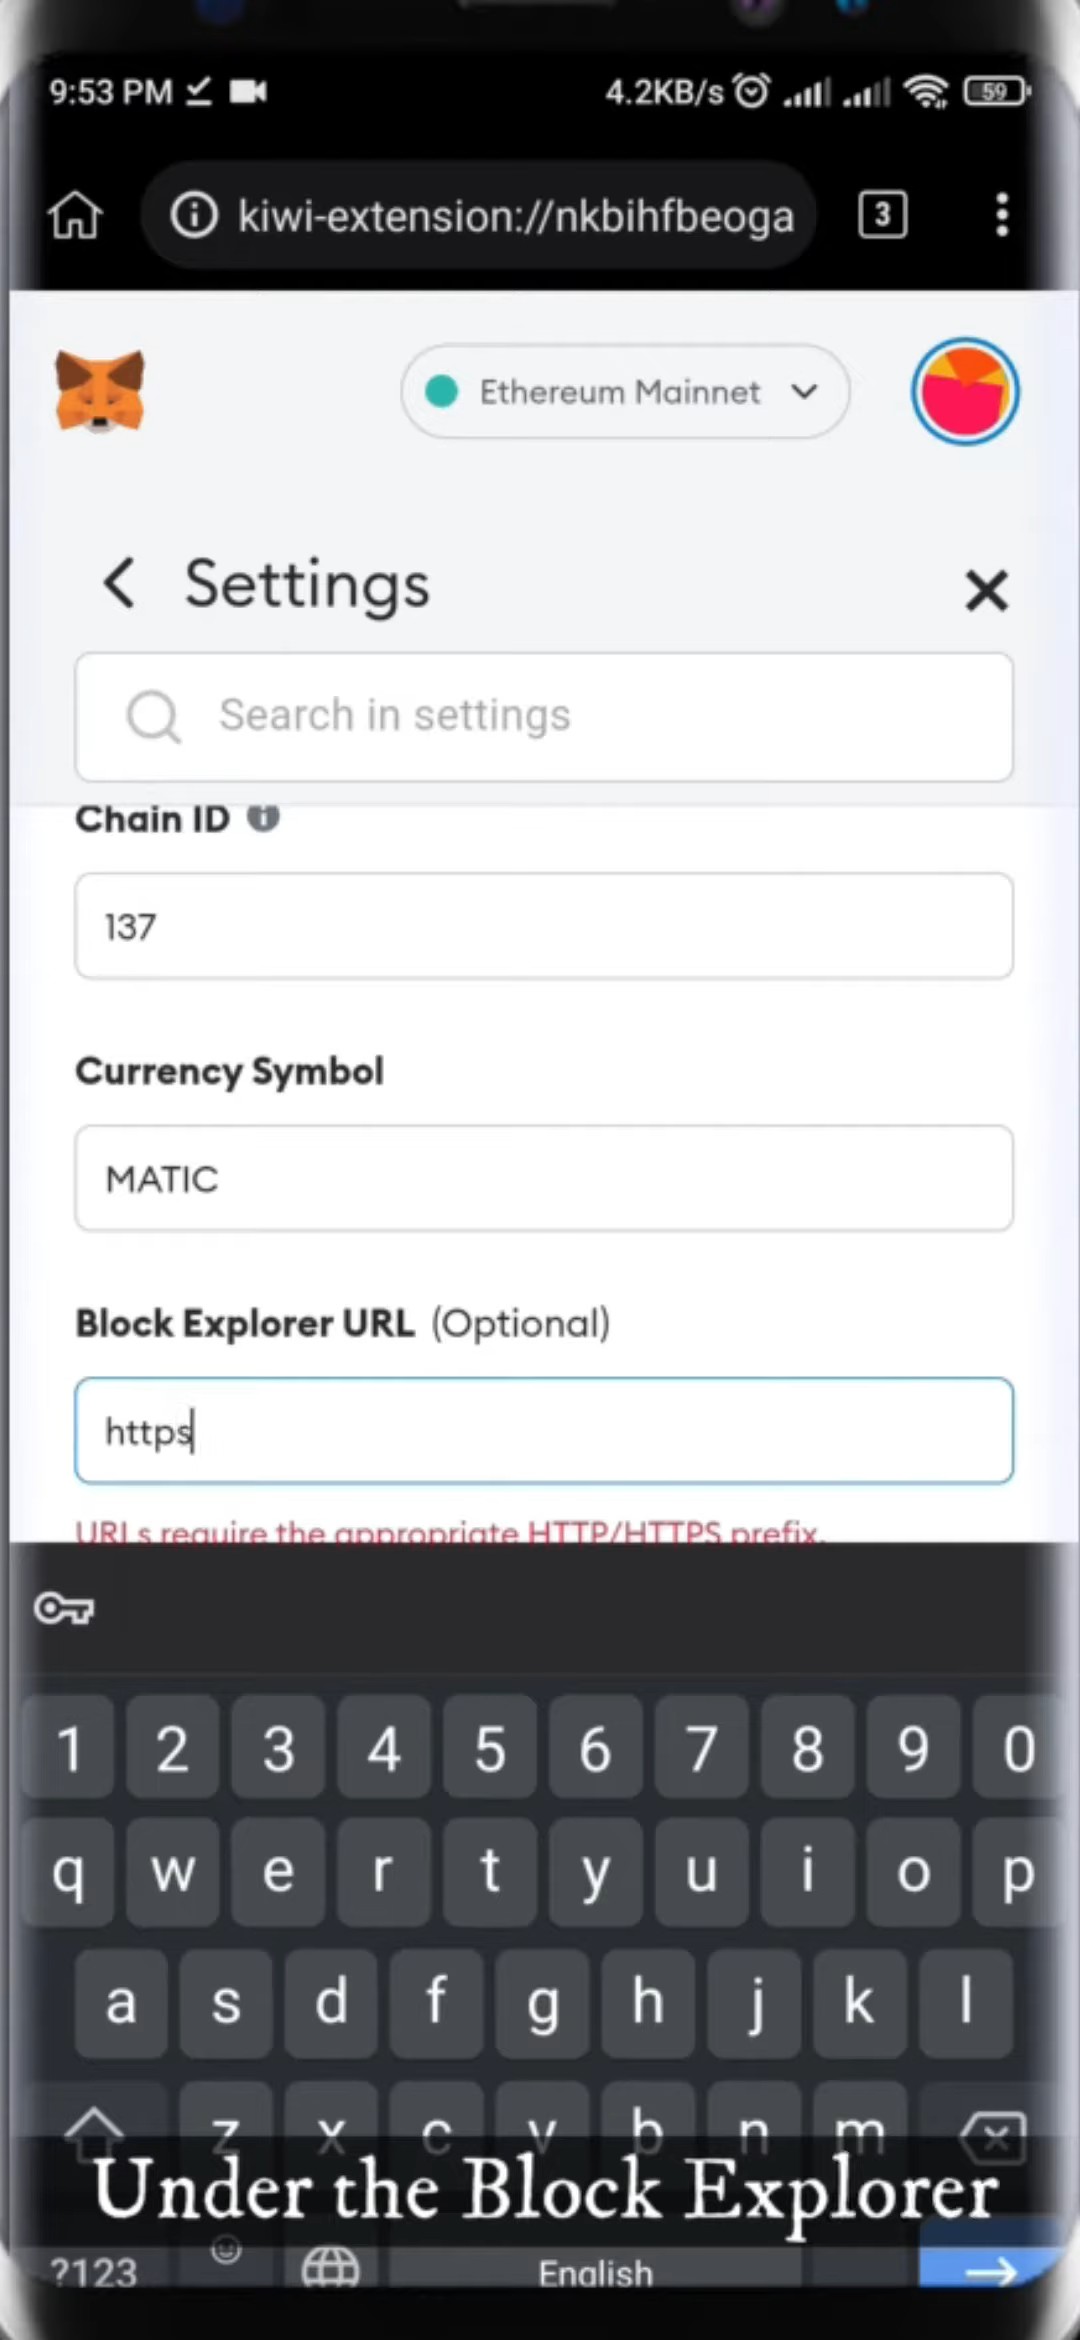 9:53 PM 4.2KB/s 59
kiwi-extension://nkbihfbeoga 3
Ethereum Mainnet
Settings
Search in settings
Chain ID
137
Currency Symbol
MATIC
Block Explorer URL (Optional)
https
URLs require the appropriate HTTP/HTTPS prefix.
1 2 3 4 5 6 7 8 9 0
q w e r t y u i o p
a s d f g h j k l
z x c v b n m
Under the Block Explorer
?123 English